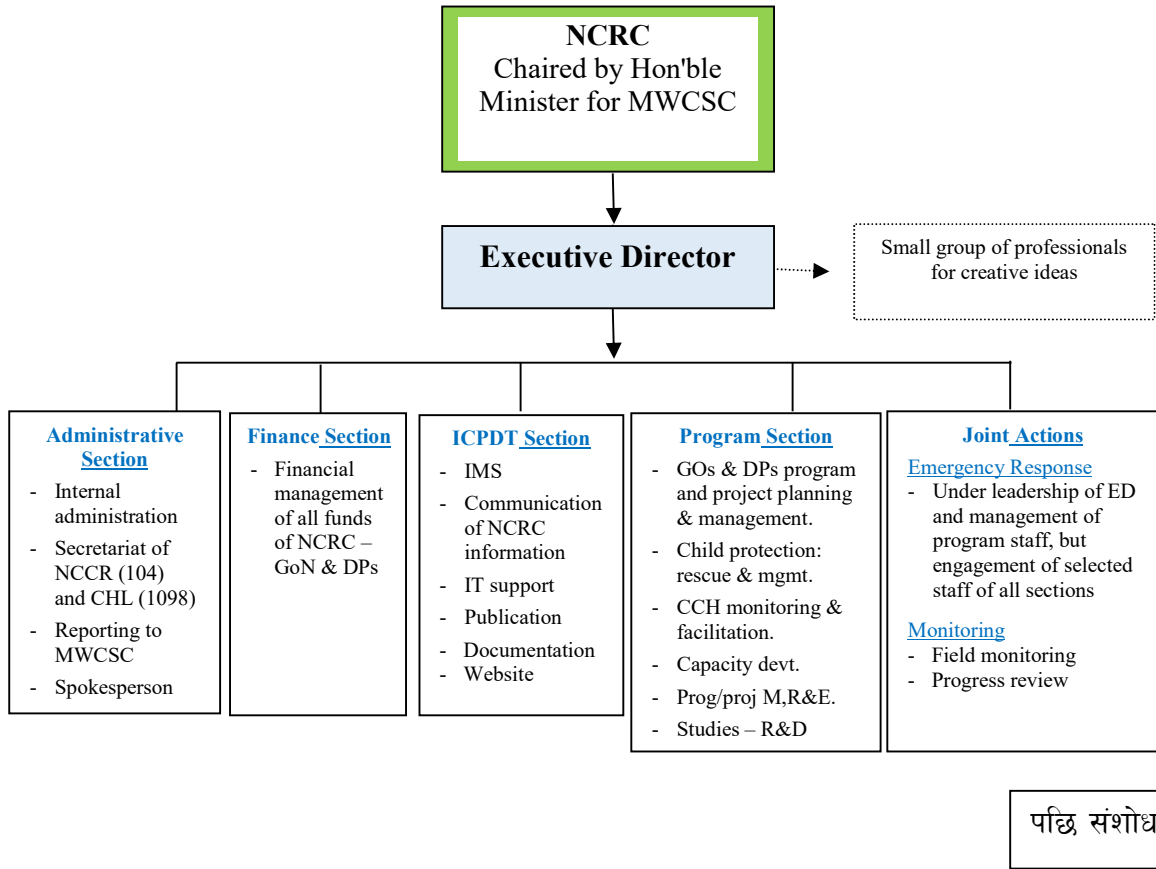 NCRC
Chaired by Hon'ble
Minister for MWCSC
Executive Director
Small group of professionals
for creative ideas
Administrative
Section
- Internal
administration
- Secretariat of
NCCR (104)
and CHL (1098)
- Reporting to
MWCSC
- Spokesperson
Finance Section
- Financial
management
of all funds
of NCRC –
GoN & DPs
ICPDT Section
- IMS
- Communication
of NCRC
information
- IT support
- Publication
- Documentation
- Website
Program Section
- GOs & DPs program
and project planning
& management.
- Child protection:
rescue & mgmt.
- CCH monitoring &
facilitation.
- Capacity devt.
- Prog/proj M,R&E.
- Studies – R&D
Joint Actions
Emergency Response
- Under leadership of ED
and management of
program staff, but
engagement of selected
staff of all sections
Monitoring
- Field monitoring
- Progress review
पछि संशोध